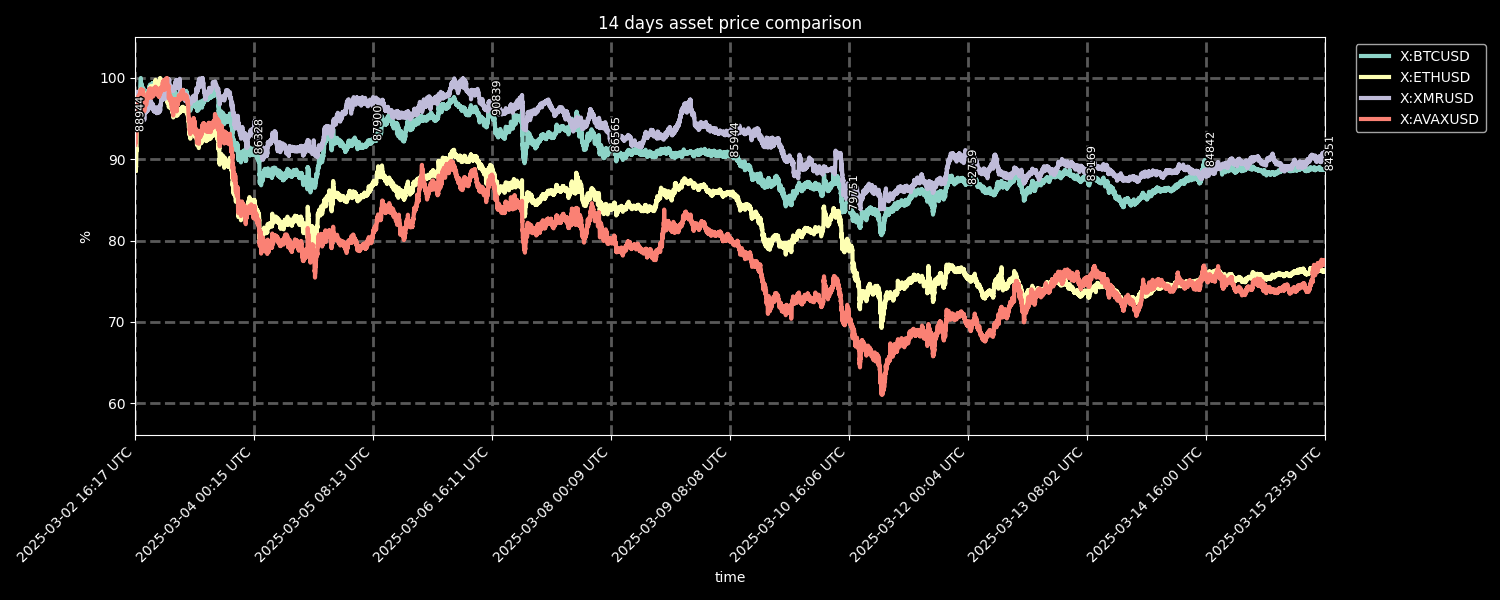 14 days asset price comparison
X:BTCUSD
X:ETHUSD
X:XMRUSD
X:AVAXUSD
%
100
90
80
70
60
86328
87900
90839
86565
85944
79751
82759
83169
84842
84351
2025-03-02 16:17 UTC
2025-03-04 00:15 UTC
2025-03-05 08:13 UTC
2025-03-06 16:11 UTC
2025-03-08 00:09 UTC
2025-03-09 08:08 UTC
2025-03-10 16:06 UTC
2025-03-12 00:04 UTC
2025-03-13 08:02 UTC
2025-03-14 16:00 UTC
2025-03-15 23:59 UTC
time